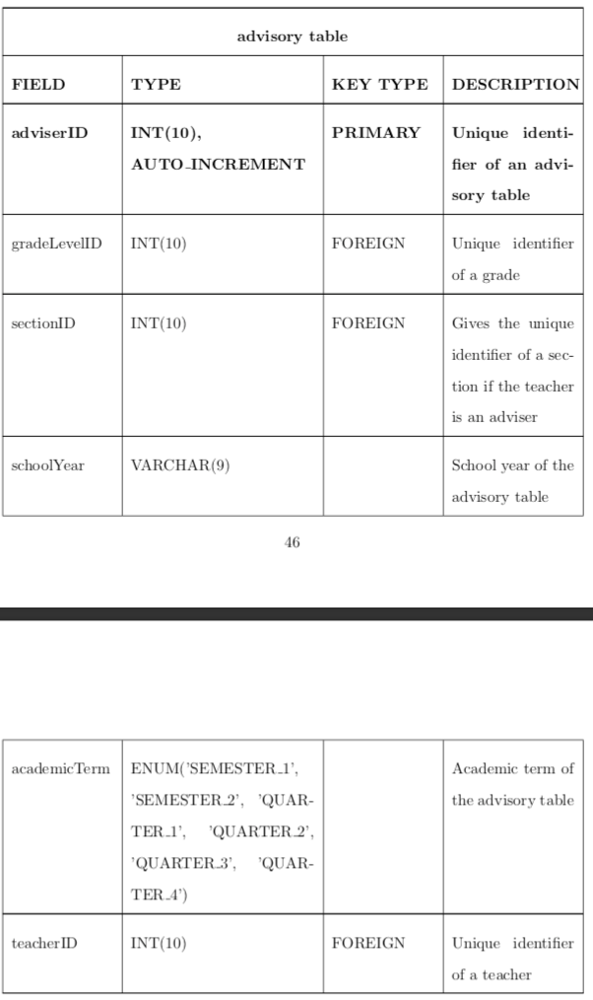 advisory table
FIELD TYPE KEY TYPE DESCRIPTION
adviserID INT(10), PRIMARY Unique identi-
AUTO_INCREMENT fier of an advi-
sory table
gradeLevelID INT(10) FOREIGN Unique identifier
of a grade
sectionID INT(10) FOREIGN Gives the unique
identifier of a sec-
tion if the teacher
is an adviser
schoolYear VARCHAR(9) School year of the
advisory table
46
academicTerm ENUM('SEMESTER_1', Academic term of
'SEMESTER_2', 'QUAR- the advisory table
TER_1', 'QUARTER_2',
'QUARTER_3', 'QUAR-
TER_4')
teacherID INT(10) FOREIGN Unique identifier
of a teacher